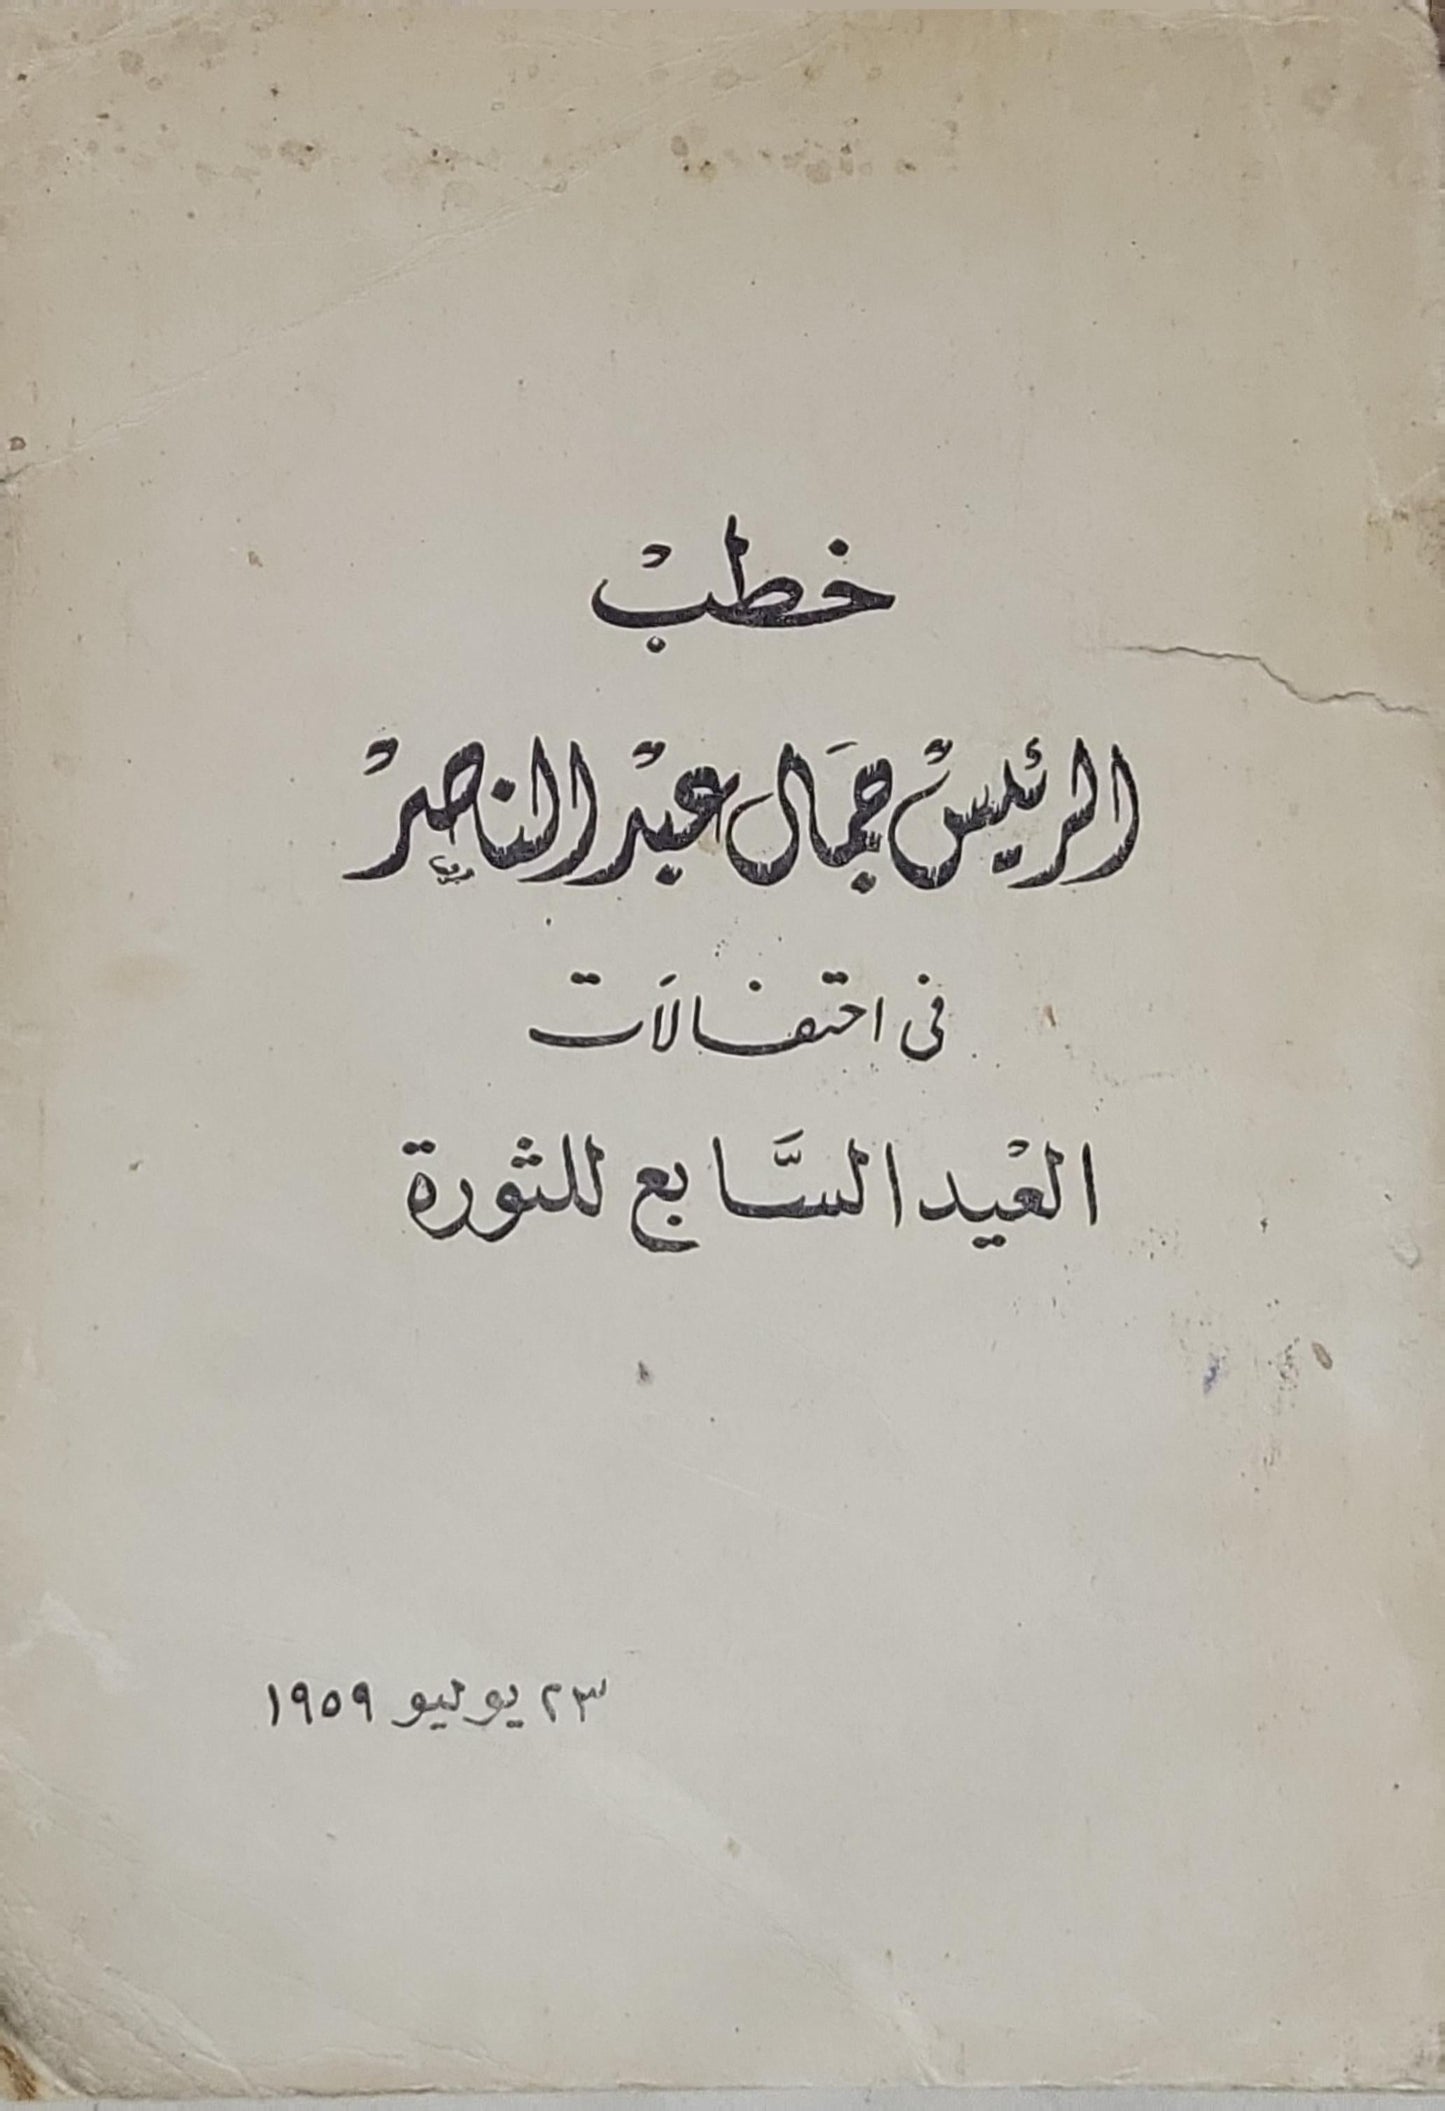 خطب
الرئيس جمال عبد الناصر
فى احتفالات
العيد السابع للثورة
٢٣ يوليو ١٩٥٩